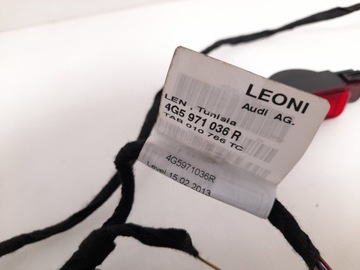 LEONI
Audi AG.
LEN - Tunisia
4G5 971 036 R
TAB 010 766 TC
4G5971036R
Level 15.02.2013